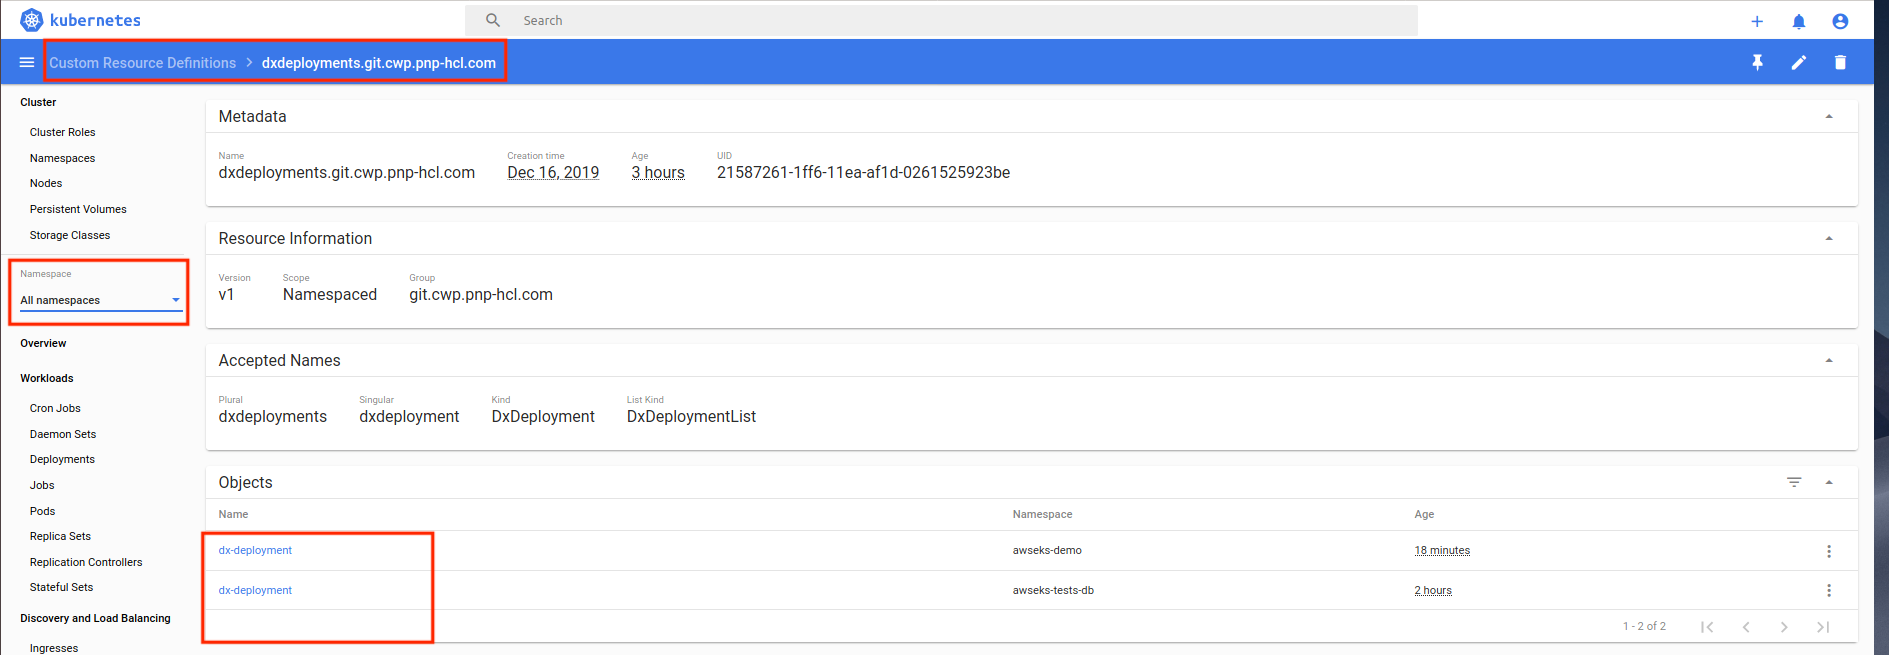 kubernetes
Search
Custom Resource Definitions > dxdeployments.git.cwp.pnp-hcl.com
Cluster
Cluster Roles
Namespaces
Nodes
Persistent Volumes
Storage Classes
Namespace
All namespaces
Overview
Workloads
Cron Jobs
Daemon Sets
Deployments
Jobs
Pods
Replica Sets
Replication Controllers
Stateful Sets
Discovery and Load Balancing
Ingresses
Metadata
Name Creation time Age UID
dxdeployments.git.cwp.pnp-hcl.com Dec 16, 2019 3 hours 21587261-1ff6-11ea-af1d-0261525923be
Resource Information
Version Scope Group
v1 Namespaced git.cwp.pnp-hcl.com
Accepted Names
Plural Singular Kind List Kind
dxdeployments dxdeployment DxDeployment DxDeploymentList
Objects
Name Namespace Age
dx-deployment awseks-demo 18 minutes
dx-deployment awseks-tests-db 2 hours
1 - 2 of 2